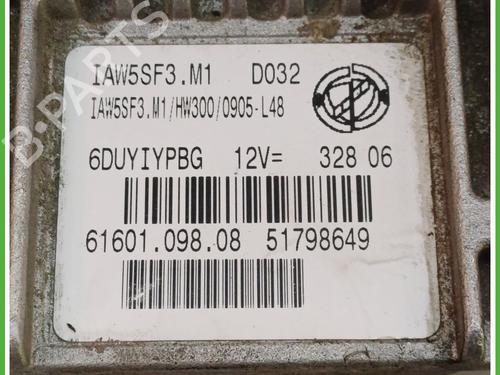 IAW5SF3.M1 D032
IAW5SF3.M1/HW300/0905-L48
6DUYIYPBG 12V= 328 06
61601.098.08 51798649
B-PARTS